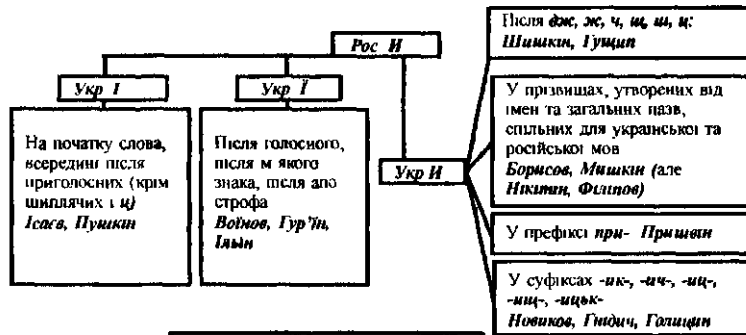 Рос И
Укр І
На початку слова,
всередині після
приголосних (крім
шиплячих і ц)
Ісаєв, Пушкін
Укр Ї
Після голосного,
після м якого
знака, після апо
строфа
Воїнов, Гур'їн,
Ільїн
Укр И
Після дж, ж, ч, щ, ш, ц:
Шишкін, Гущин
У прізвищах, утворених від
імен та загальних назв,
спільних для української та
російської мов
Борисов, Мишкін (але
Нікітін, Філіпов)
У префіксі при- Пришвін
У суфіксах -ик-, -ич-, -иц-,
-ищ-, -ицьк-
Новиков, Гнідич, Голицин